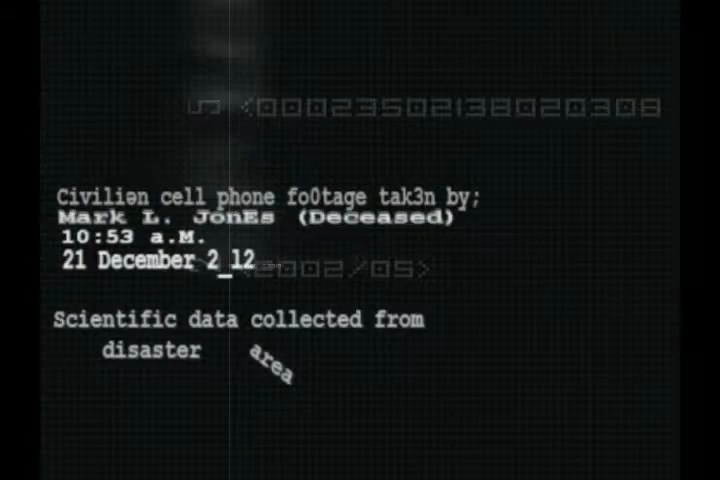 <00023502138020308
Civiliən cell phone fo0tage tak3n by;
Mark L. JonEs (Deceased)
10:53 a.M.
21 December 2_12
<2002/05>
Scientific data collected from
disaster area